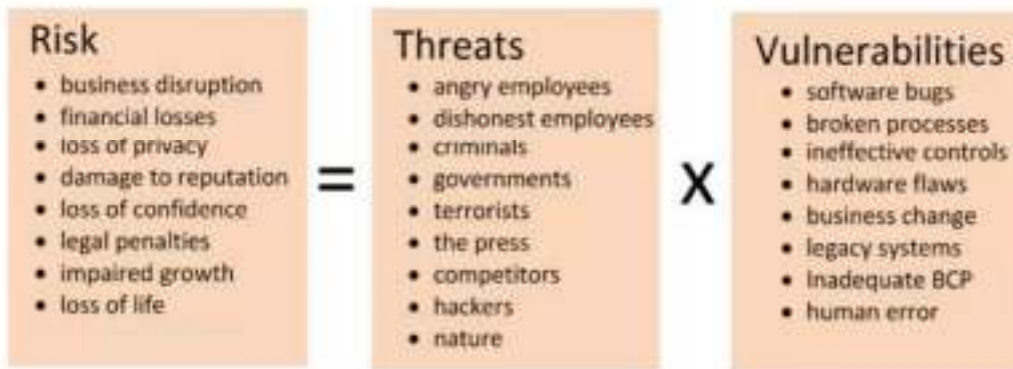 Risk
• business disruption
• financial losses
• loss of privacy
• damage to reputation
• loss of confidence
• legal penalties
• impaired growth
• loss of life
=
Threats
• angry employees
• dishonest employees
• criminals
• governments
• terrorists
• the press
• competitors
• hackers
• nature
X
Vulnerabilities
• software bugs
• broken processes
• ineffective controls
• hardware flaws
• business change
• legacy systems
• Inadequate BCP
• human error